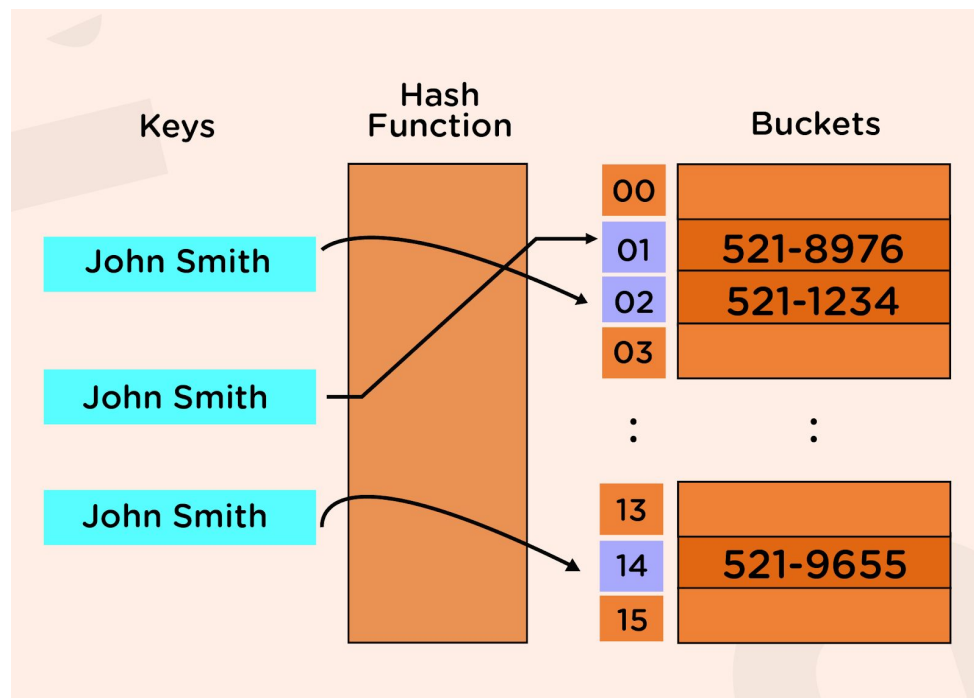 Keys
Hash
Function
Buckets
John Smith
John Smith
John Smith
00
01 521-8976
02 521-1234
03
: :
13
14 521-9655
15